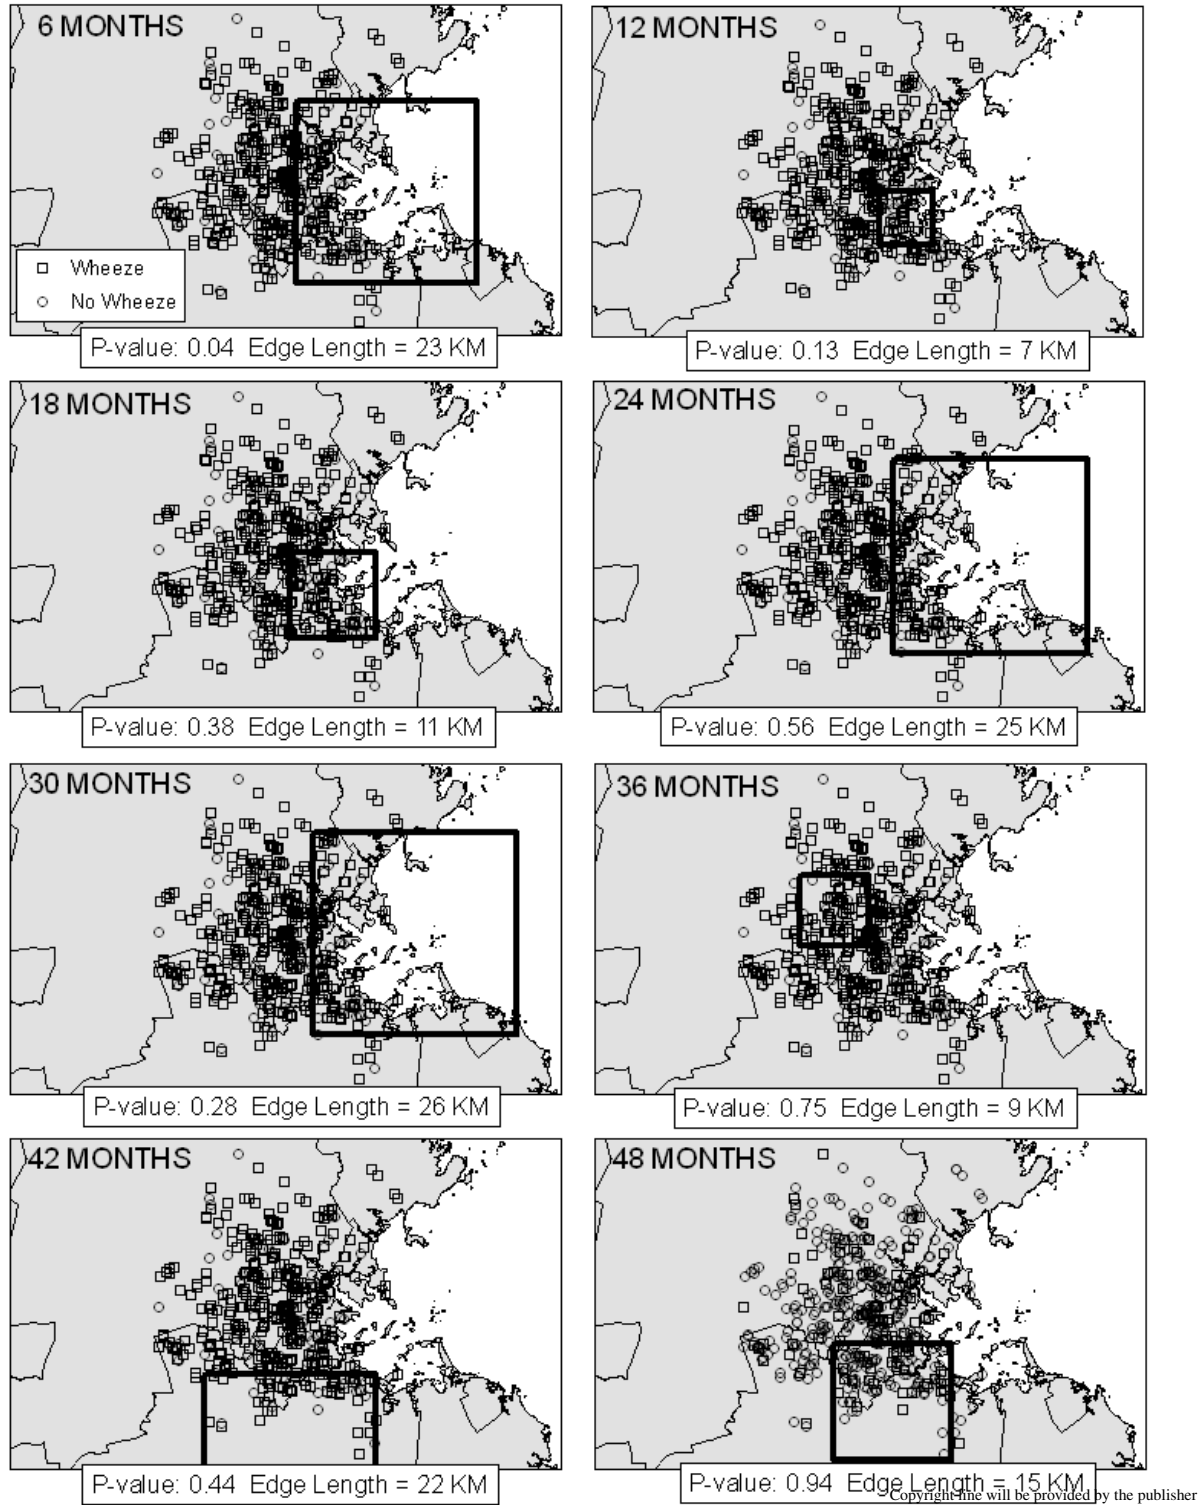 6 MONTHS
12 MONTHS
Wheeze
No Wheeze
P-value: 0.04 Edge Length = 23 KM
P-value: 0.13 Edge Length = 7 KM
18 MONTHS
24 MONTHS
P-value: 0.38 Edge Length = 11 KM
P-value: 0.56 Edge Length = 25 KM
30 MONTHS
36 MONTHS
P-value: 0.28 Edge Length = 26 KM
P-value: 0.75 Edge Length = 9 KM
42 MONTHS
48 MONTHS
P-value: 0.44 Edge Length = 22 KM
P-value: 0.94 Edge Length = 15 KM
Copyright line will be provided by the publisher